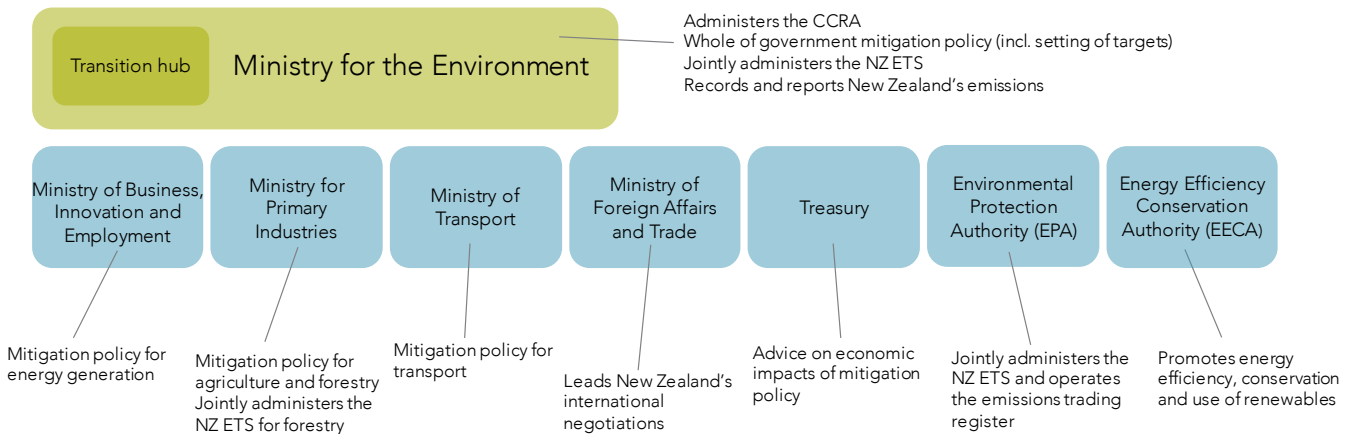 Transition hub
Ministry for the Environment
Administers the CCRA
Whole of government mitigation policy (incl. setting of targets)
Jointly administers the NZ ETS
Records and reports New Zealand's emissions
Ministry of Business,
Innovation and
Employment
Ministry for
Primary
Industries
Ministry of
Transport
Ministry of
Foreign Affairs
and Trade
Treasury
Environmental
Protection
Authority (EPA)
Energy Efficiency
Conservation
Authority (EECA)
Mitigation policy for
energy generation
Mitigation policy for
agriculture and forestry
Jointly administers the
NZ ETS for forestry
Mitigation policy for
transport
Leads New Zealand's
international
negotiations
Advice on economic
impacts of mitigation
policy
Jointly administers the
NZ ETS and operates
the emissions trading
register
Promotes energy
efficiency, conservation
and use of renewables